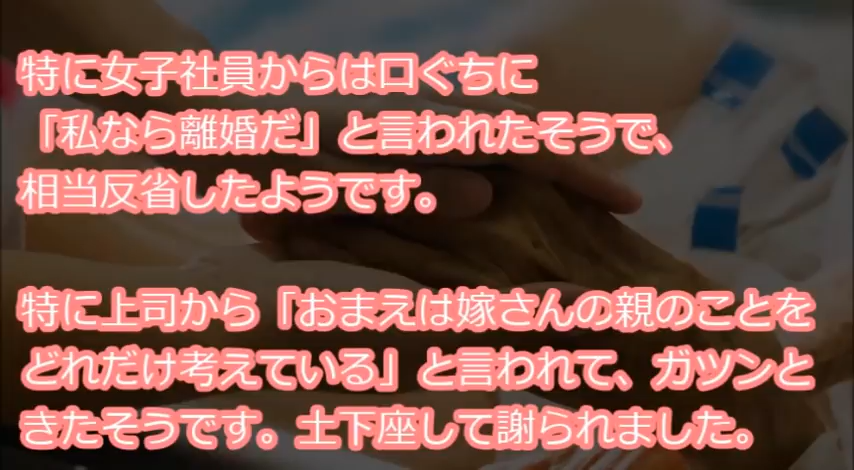 特に女子社員からは口ぐちに
「私なら離婚だ」と言われたそうで、
相当反省したようです。
特に上司から「おまえは嫁さんの親のことを
どれだけ考えている」と言われて、ガツンと
きたそうです。土下座して謝られました。